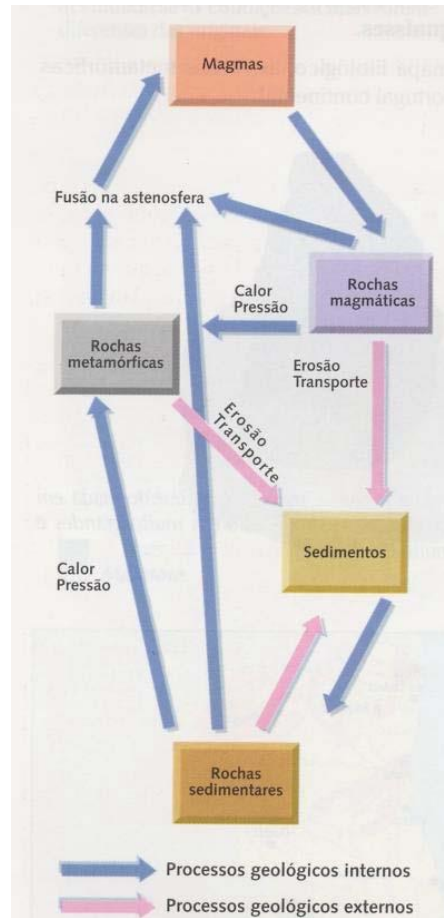 quaisses.
Magmas
Fusão na astenosfera
Calor
Pressão
Rochas
magmáticas
Rochas
metamórficas
Erosão
Transporte
Erosão
Transporte
Sedimentos
Calor
Pressão
Rochas
sedimentares
Processos geológicos internos
Processos geológicos externos